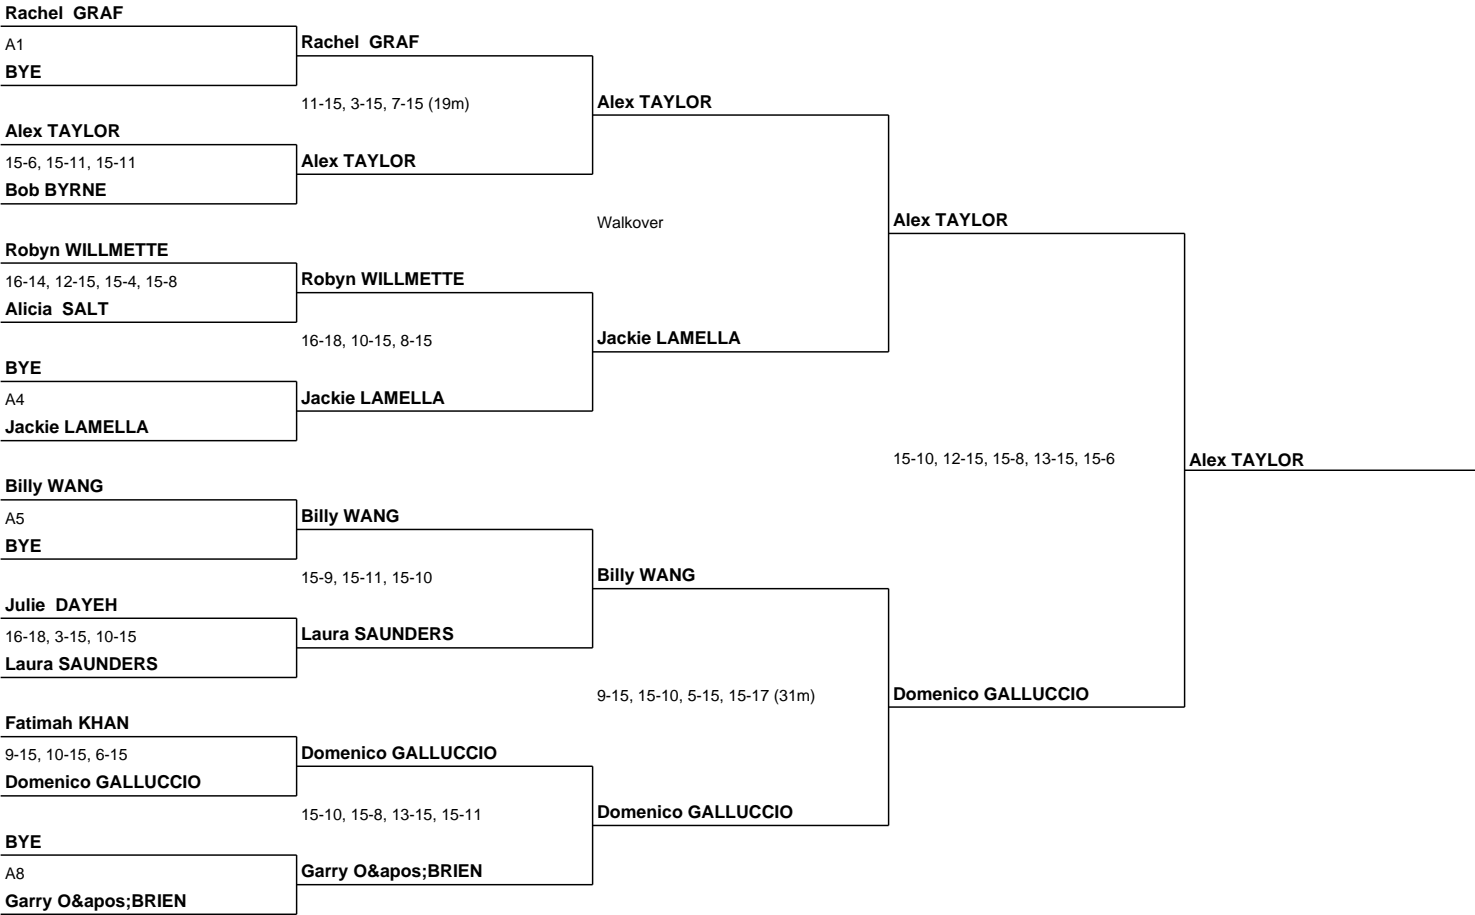 Rachel  GRAF
A1
BYE
Alex TAYLOR
15-6, 15-11, 15-11
Bob BYRNE
Robyn WILLMETTE
16-14, 12-15, 15-4, 15-8
Alicia  SALT
BYE
A4
Jackie LAMELLA
Billy WANG
A5
BYE
Julie  DAYEH
16-18, 3-15, 10-15
Laura SAUNDERS
Fatimah KHAN
9-15, 10-15, 6-15
Domenico GALLUCCIO
BYE
A8
Garry O&apos;BRIEN
Rachel  GRAF
11-15, 3-15, 7-15 (19m)
Alex TAYLOR
Robyn WILLMETTE
16-18, 10-15, 8-15
Jackie LAMELLA
Billy WANG
15-9, 15-11, 15-10
Laura SAUNDERS
Domenico GALLUCCIO
15-10, 15-8, 13-15, 15-11
Garry O&apos;BRIEN
Alex TAYLOR
Walkover
Jackie LAMELLA
Billy WANG
9-15, 15-10, 5-15, 15-17 (31m)
Domenico GALLUCCIO
Alex TAYLOR
15-10, 12-15, 15-8, 13-15, 15-6
Domenico GALLUCCIO
Alex TAYLOR